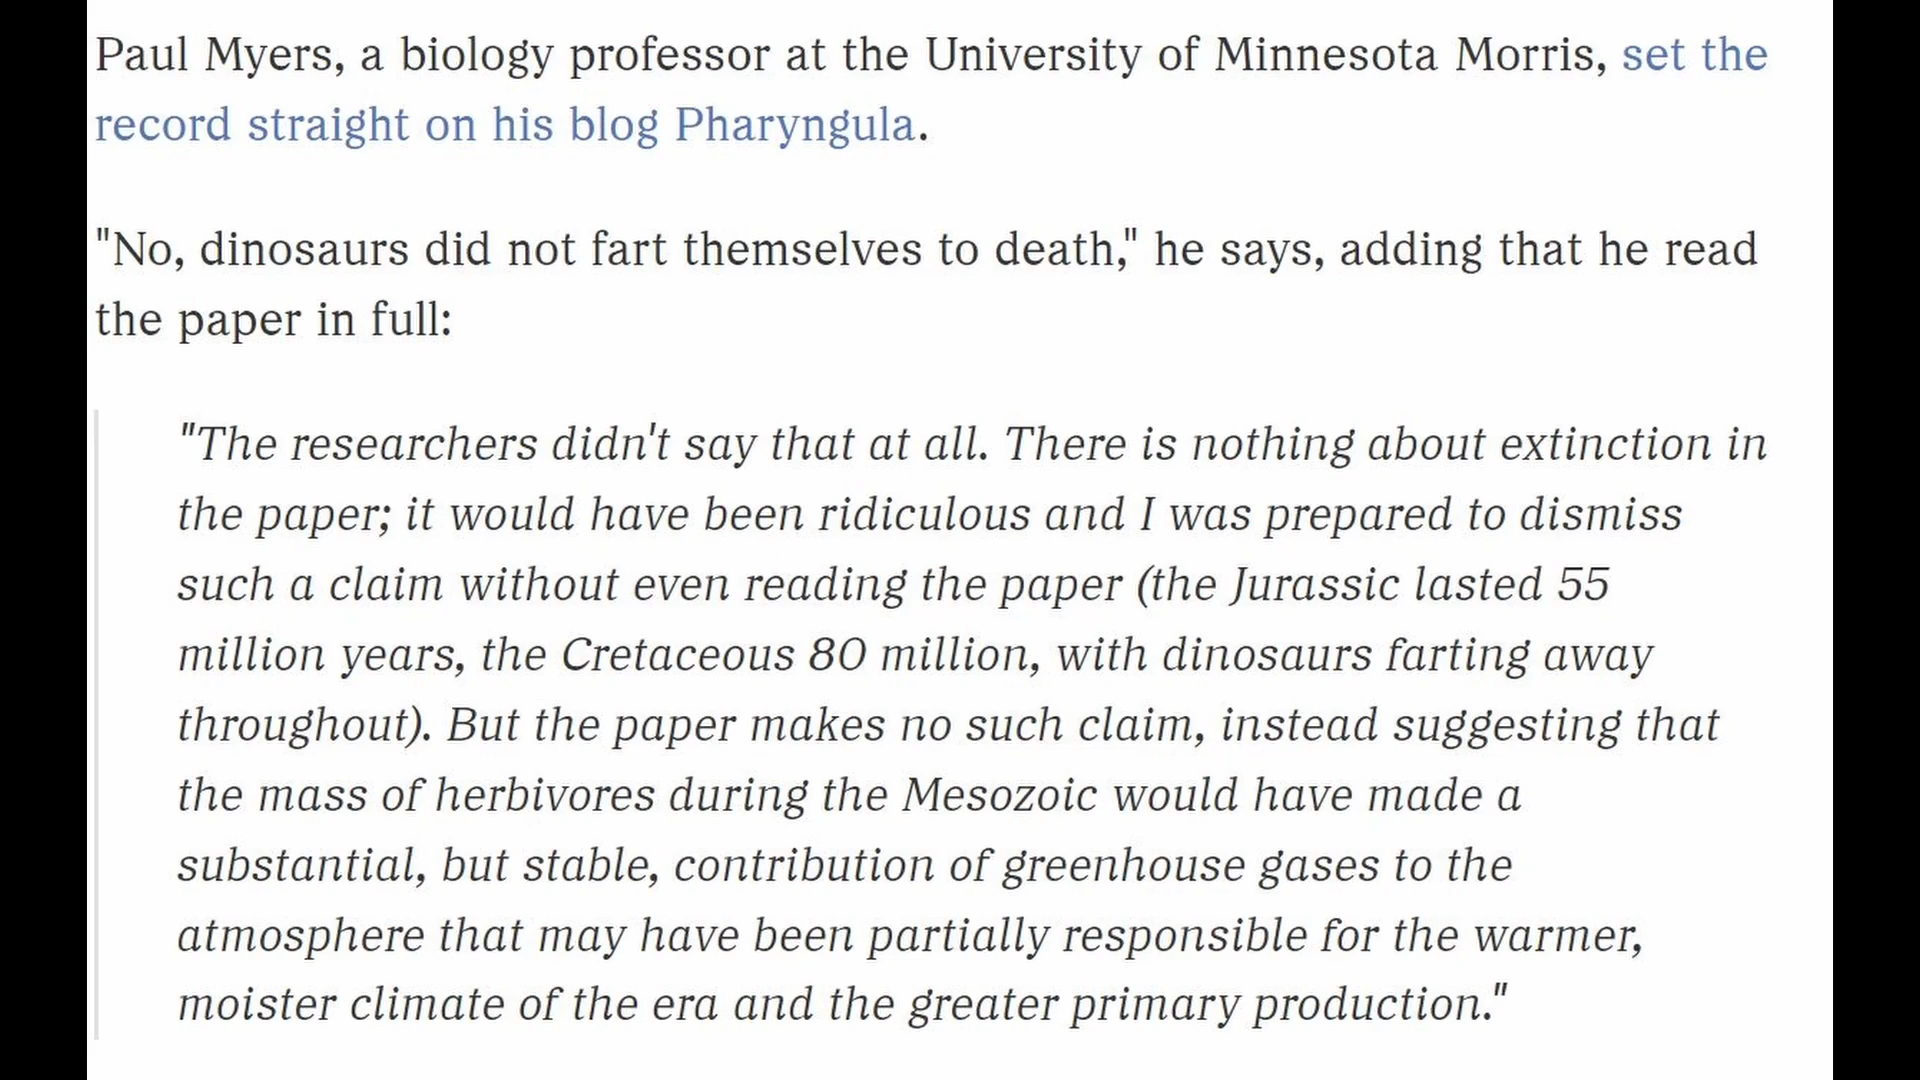 Paul Myers, a biology professor at the University of Minnesota Morris, set the
record straight on his blog Pharyngula.
"No, dinosaurs did not fart themselves to death," he says, adding that he read
the paper in full:
"The researchers didn't say that at all. There is nothing about extinction in
the paper; it would have been ridiculous and I was prepared to dismiss
such a claim without even reading the paper (the Jurassic lasted 55
million years, the Cretaceous 80 million, with dinosaurs farting away
throughout). But the paper makes no such claim, instead suggesting that
the mass of herbivores during the Mesozoic would have made a
substantial, but stable, contribution of greenhouse gases to the
atmosphere that may have been partially responsible for the warmer,
moister climate of the era and the greater primary production."